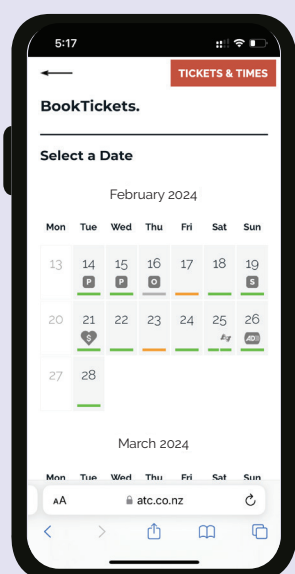 5:17
TICKETS & TIMES
BookTickets.
Select a Date
February 2024
Mon Tue Wed Thu Fri Sat Sun
13 14 15 16 17 18 19
P P O S
20 21 22 23 24 25 26
$ AD
27 28
March 2024
Mon Tue Wed Thu Fri Sat Sun
AA atc.co.nz